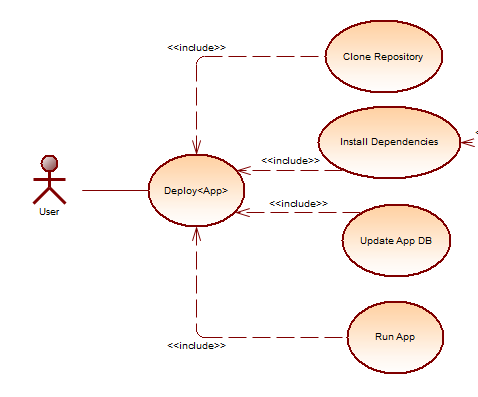 <<include>>
Clone Repository
Install Dependencies
<<include>>
Deploy<App>
User
<<include>>
Update App DB
Run App
<<include>>